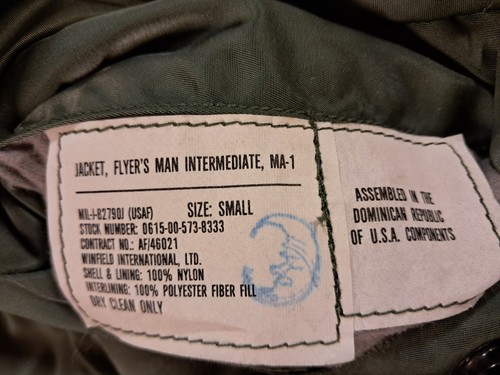 JACKET, FLYER'S MAN INTERMEDIATE, MA-1
MIL-J-8279DJ (USAF) SIZE: SMALL
STOCK NUMBER: 0615-00-573-8333
CONTRACT NO.: AF/46021
WINFIELD INTERNATIONAL, LTD.
SHELL & LINING: 100% NYLON
INTERLINING: 100% POLYESTER FIBER FILL
DRY CLEAN ONLY
ASSEMBLED IN THE
DOMINICAN REPUBLIC
OF U.S.A. COMPONENTS